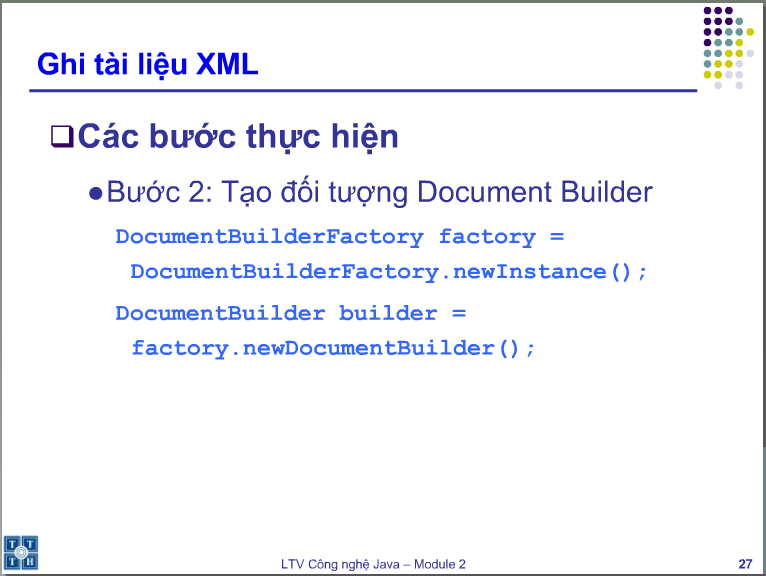 Ghi tài liệu XML
Các bước thực hiện
Bước 2: Tạo đối tượng Document Builder
DocumentBuilderFactory factory =
DocumentBuilderFactory.newInstance();
DocumentBuilder builder =
factory.newDocumentBuilder();
T T
T H
LTV Công nghệ Java – Module 2
27